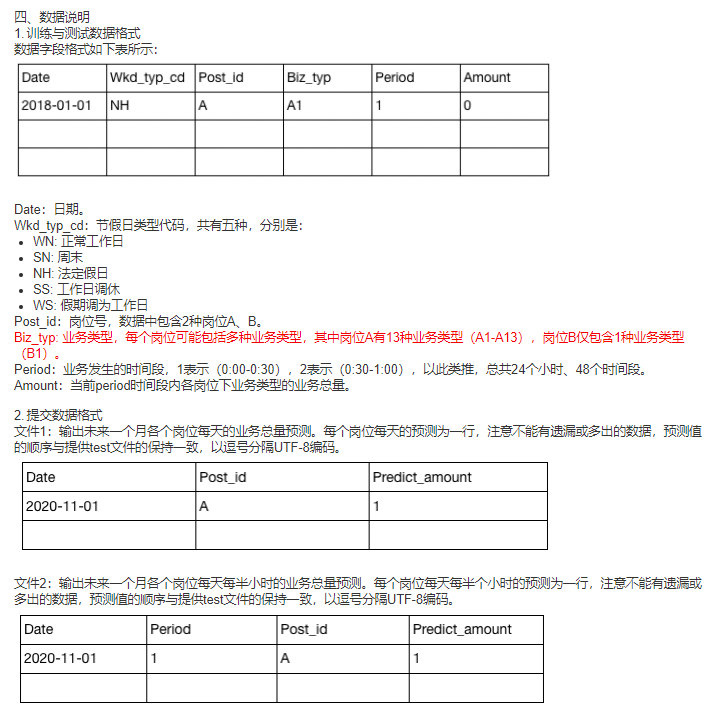 四、数据说明
1. 训练与测试数据格式
数据字段格式如下表所示：
Date Wkd_typ_cd Post_id Biz_typ Period Amount
2018-01-01 NH A A1 1 0
Date：日期。
Wkd_typ_cd：节假日类型代码，共有五种，分别是：
• WN: 正常工作日
• SN: 周末
• NH: 法定假日
• SS: 工作日调休
• WS: 假期调为工作日
Post_id：岗位号，数据中包含2种岗位A、B。
Biz_typ: 业务类型，每个岗位可能包括多种业务类型，其中岗位A有13种业务类型（A1-A13），岗位B仅包含1种业务类型
（B1）。
Period：业务发生的时间段，1表示（0:00-0:30），2表示（0:30-1:00），以此类推，总共24个小时、48个时间段。
Amount：当前period时间段内各岗位下业务类型的业务总量。
2. 提交数据格式
文件1：输出未来一个月各个岗位每天的业务总量预测。每个岗位每天的预测为一行，注意不能有遗漏或多出的数据，预测值
的顺序与提供test文件的保持一致，以逗号分隔UTF-8编码。
Date Post_id Predict_amount
2020-11-01 A 1
文件2：输出未来一个月各个岗位每天每半小时的业务总量预测。每个岗位每天每半个小时的预测为一行，注意不能有遗漏或
多出的数据，预测值的顺序与提供test文件的保持一致，以逗号分隔UTF-8编码。
Date Period Post_id Predict_amount
2020-11-01 1 A 1